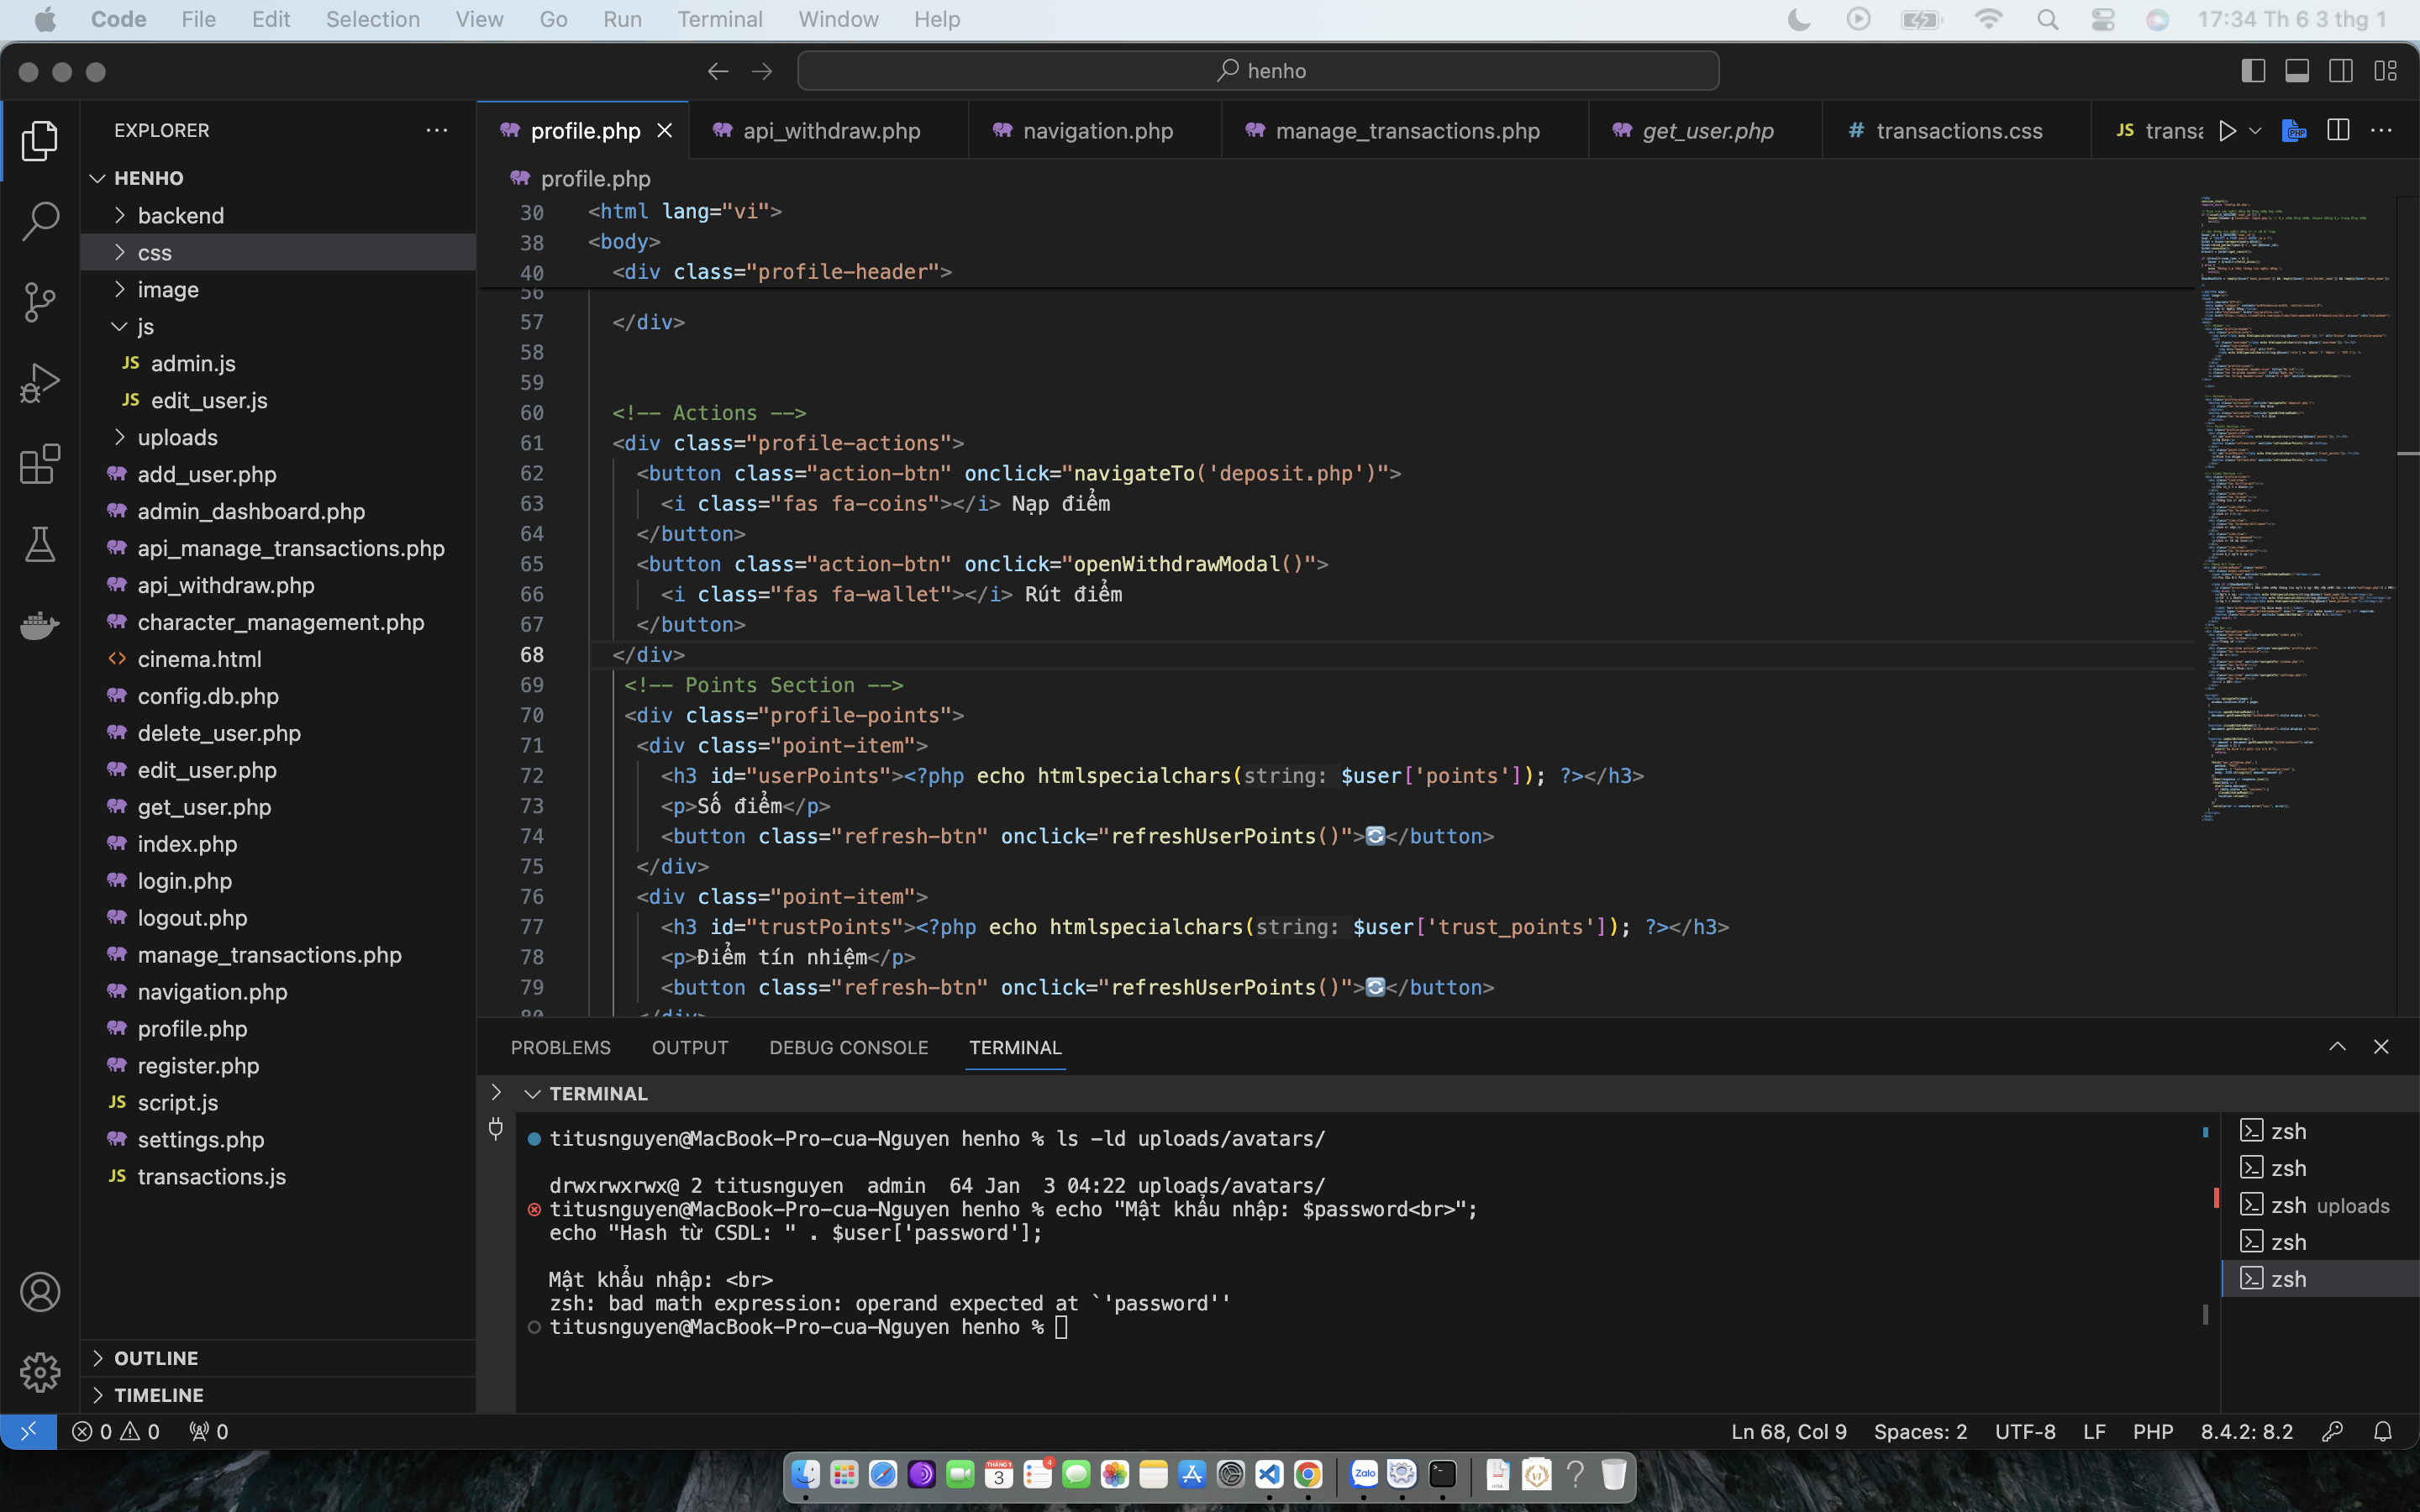 Code File Edit Selection View Go Run Terminal Window Help 17:34 Th 6 3 thg 1
henho
EXPLORER
HENHO
backend
css
image
js
JS admin.js
JS edit_user.js
uploads
add_user.php
admin_dashboard.php
api_manage_transactions.php
api_withdraw.php
character_management.php
cinema.html
config.db.php
delete_user.php
edit_user.php
get_user.php
index.php
login.php
logout.php
manage_transactions.php
navigation.php
profile.php
register.php
JS script.js
settings.php
JS transactions.js
OUTLINE
TIMELINE
profile.php api_withdraw.php navigation.php manage_transactions.php get_user.php # transactions.css JS transa
profile.php
30 <html lang="vi">
38 <body>
40 <div class="profile-header">
56
57 </div>
58
59
60 <!-- Actions -->
61 <div class="profile-actions">
62 <button class="action-btn" onclick="navigateTo('deposit.php')">
63 <i class="fas fa-coins"></i> Nạp điểm
64 </button>
65 <button class="action-btn" onclick="openWithdrawModal()">
66 <i class="fas fa-wallet"></i> Rút điểm
67 </button>
68 </div>
69 <!-- Points Section -->
70 <div class="profile-points">
71 <div class="point-item">
72 <h3 id="userPoints"><?php echo htmlspecialchars(string: $user['points']); ?></h3>
73 <p>Số điểm</p>
74 <button class="refresh-btn" onclick="refreshUserPoints()">🔄</button>
75 </div>
76 <div class="point-item">
77 <h3 id="trustPoints"><?php echo htmlspecialchars(string: $user['trust_points']); ?></h3>
78 <p>Điểm tín nhiệm</p>
79 <button class="refresh-btn" onclick="refreshUserPoints()">🔄</button>
80 </div>
PROBLEMS OUTPUT DEBUG CONSOLE TERMINAL
TERMINAL
titusnguyen@MacBook-Pro-cua-Nguyen henho % ls -ld uploads/avatars/
drwxrwxrwx@ 2 titusnguyen admin 64 Jan 3 04:22 uploads/avatars/
titusnguyen@MacBook-Pro-cua-Nguyen henho % echo "Mật khẩu nhập: $password<br>";
echo "Hash từ CSDL: " . $user['password'];
Mật khẩu nhập: <br>
zsh: bad math expression: operand expected at `'password''
titusnguyen@MacBook-Pro-cua-Nguyen henho %
zsh
zsh
zsh uploads
zsh
zsh
0 0 0 Ln 68, Col 9 Spaces: 2 UTF-8 LF PHP 8.4.2: 8.2
THÁNG 1
3
4
Zalo